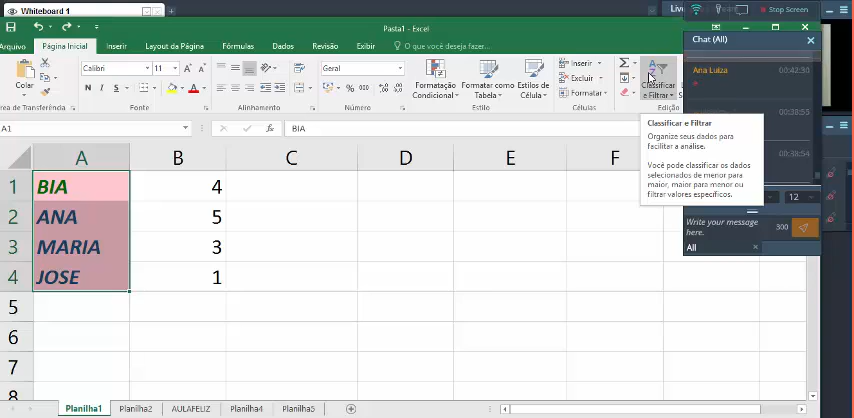 Whiteboard 1
Stop Screen
Pasta1 - Excel
Arquivo
Página Inicial
Inserir
Layout da Página
Fórmulas
Dados
Revisão
Exibir
O que você deseja fazer...
Colar
Calibri
11
Geral
Formatação
Condicional
Formatar como
Tabela
Estilos de
Célula
Inserir
Excluir
Formatar
Classificar
e Filtrar
Área de Transferência
Fonte
Alinhamento
Número
Estilo
Células
Edição
A1
BIA
A B C D E F
1 BIA 4
2 ANA 5
3 MARIA 3
4 JOSE 1
5
6
7
8
Classificar e Filtrar
Organize seus dados para
facilitar a análise.
Você pode classificar os dados
selecionados de menor para
maior, maior para menor ou
filtrar valores específicos.
Chat (All)
Ana Luiza 00:42:30
00:38:55
00:38:54
12
Write your message
here.
300
All
Planilha1
Planilha2
AULAFELIZ
Planilha4
Planilha5